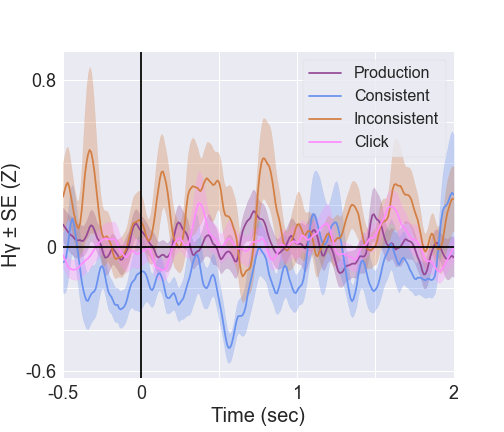 Production
Consistent
Inconsistent
Click
0.8
0
-0.6
Hγ ± SE (Z)
-0.5 0 1 2
Time (sec)